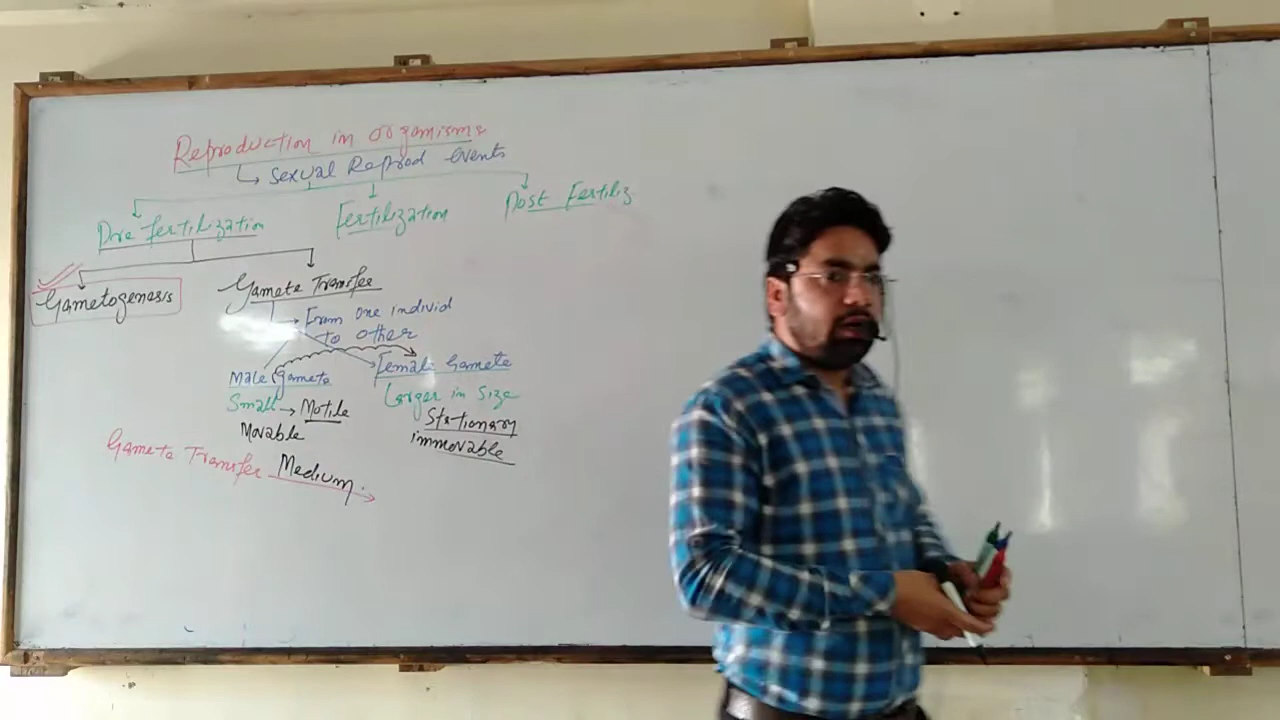 Reproduction in organisms
↳ Sexual Reprod Events
Pre fertilization
Fertilization
Post Fertiliz
Gametogenesis
Gamete Transfer
→ From one individ
to other
Male Gamete
Female Gamete
Small → Motile
Larger in Size
Movable
Stationary
immovable
Gamete Transfer Medium.